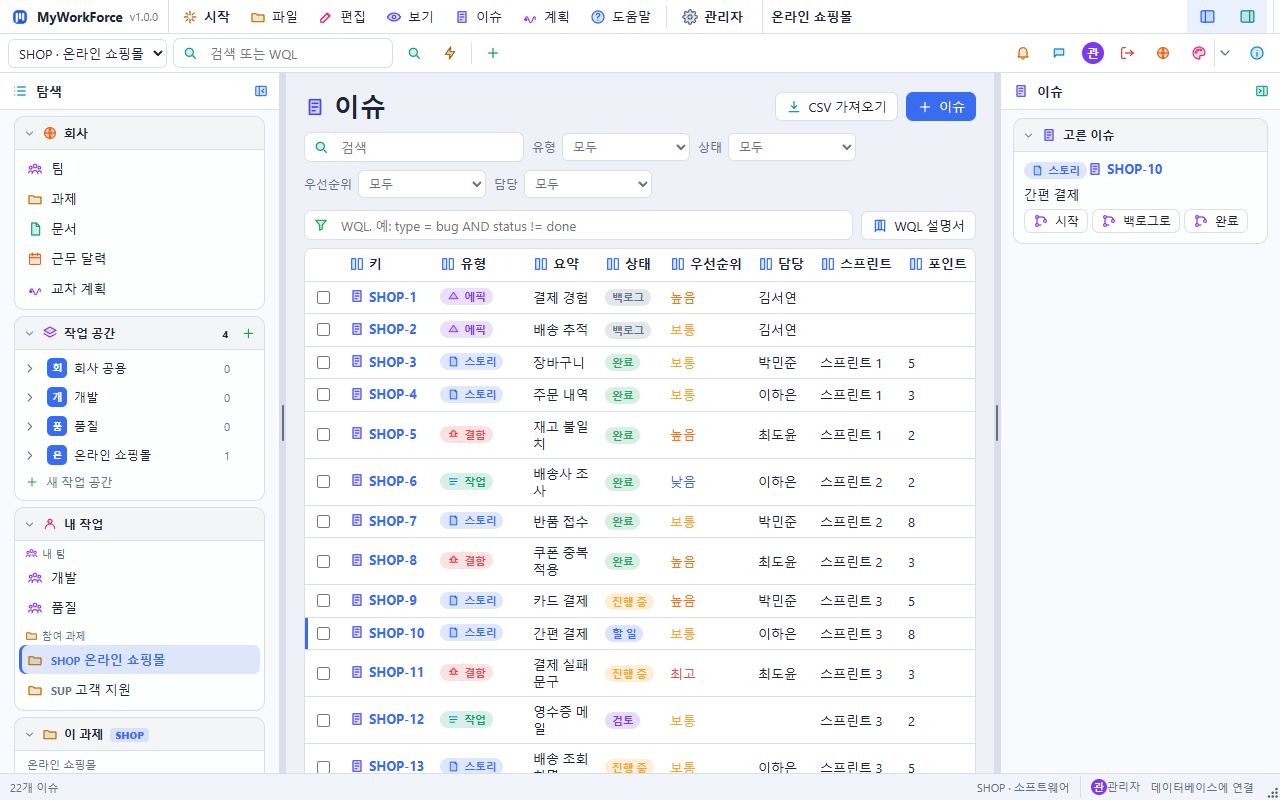 MyWorkForce v1.0.0 시작 파일 편집 보기 이슈 계획 도움말 관리자 온라인 쇼핑몰
SHOP · 온라인 쇼핑몰 검색 또는 WQL 관
탐색
회사
팀
과제
문서
근무 달력
교차 계획
작업 공간 4
회 회사 공용 0
개 개발 0
품 품질 0
온 온라인 쇼핑몰 1
새 작업 공간
내 작업
내 팀
개발
품질
참여 과제
SHOP 온라인 쇼핑몰
SUP 고객 지원
이 과제 SHOP
온라인 쇼핑몰
이슈 CSV 가져오기 이슈
검색 유형 모두 상태 모두
우선순위 모두 담당 모두
WQL. 예: type = bug AND status != done WQL 설명서
키 유형 요약 상태 우선순위 담당 스프린트 포인트
SHOP-1 에픽 결제 경험 백로그 높음 김서연
SHOP-2 에픽 배송 추적 백로그 보통 김서연
SHOP-3 스토리 장바구니 완료 보통 박민준 스프린트 1 5
SHOP-4 스토리 주문 내역 완료 보통 이하은 스프린트 1 3
SHOP-5 결함 재고 불일치 완료 높음 최도윤 스프린트 1 2
SHOP-6 작업 배송사 조사 완료 낮음 이하은 스프린트 2 2
SHOP-7 스토리 반품 접수 완료 보통 박민준 스프린트 2 8
SHOP-8 결함 쿠폰 중복 적용 완료 높음 최도윤 스프린트 2 3
SHOP-9 스토리 카드 결제 진행 중 높음 박민준 스프린트 3 5
SHOP-10 스토리 간편 결제 할 일 보통 이하은 스프린트 3 8
SHOP-11 결함 결제 실패 문구 진행 중 최고 최도윤 스프린트 3 3
SHOP-12 작업 영수증 메일 검토 보통 스프린트 3 2
SHOP-13 스토리 배송 조회 진행 중 보통 이하은 스프린트 3 5
이슈
고른 이슈
스토리 SHOP-10
간편 결제
시작 백로그로 완료
22개 이슈 SHOP · 소프트웨어 관 관리자 데이터베이스에 연결